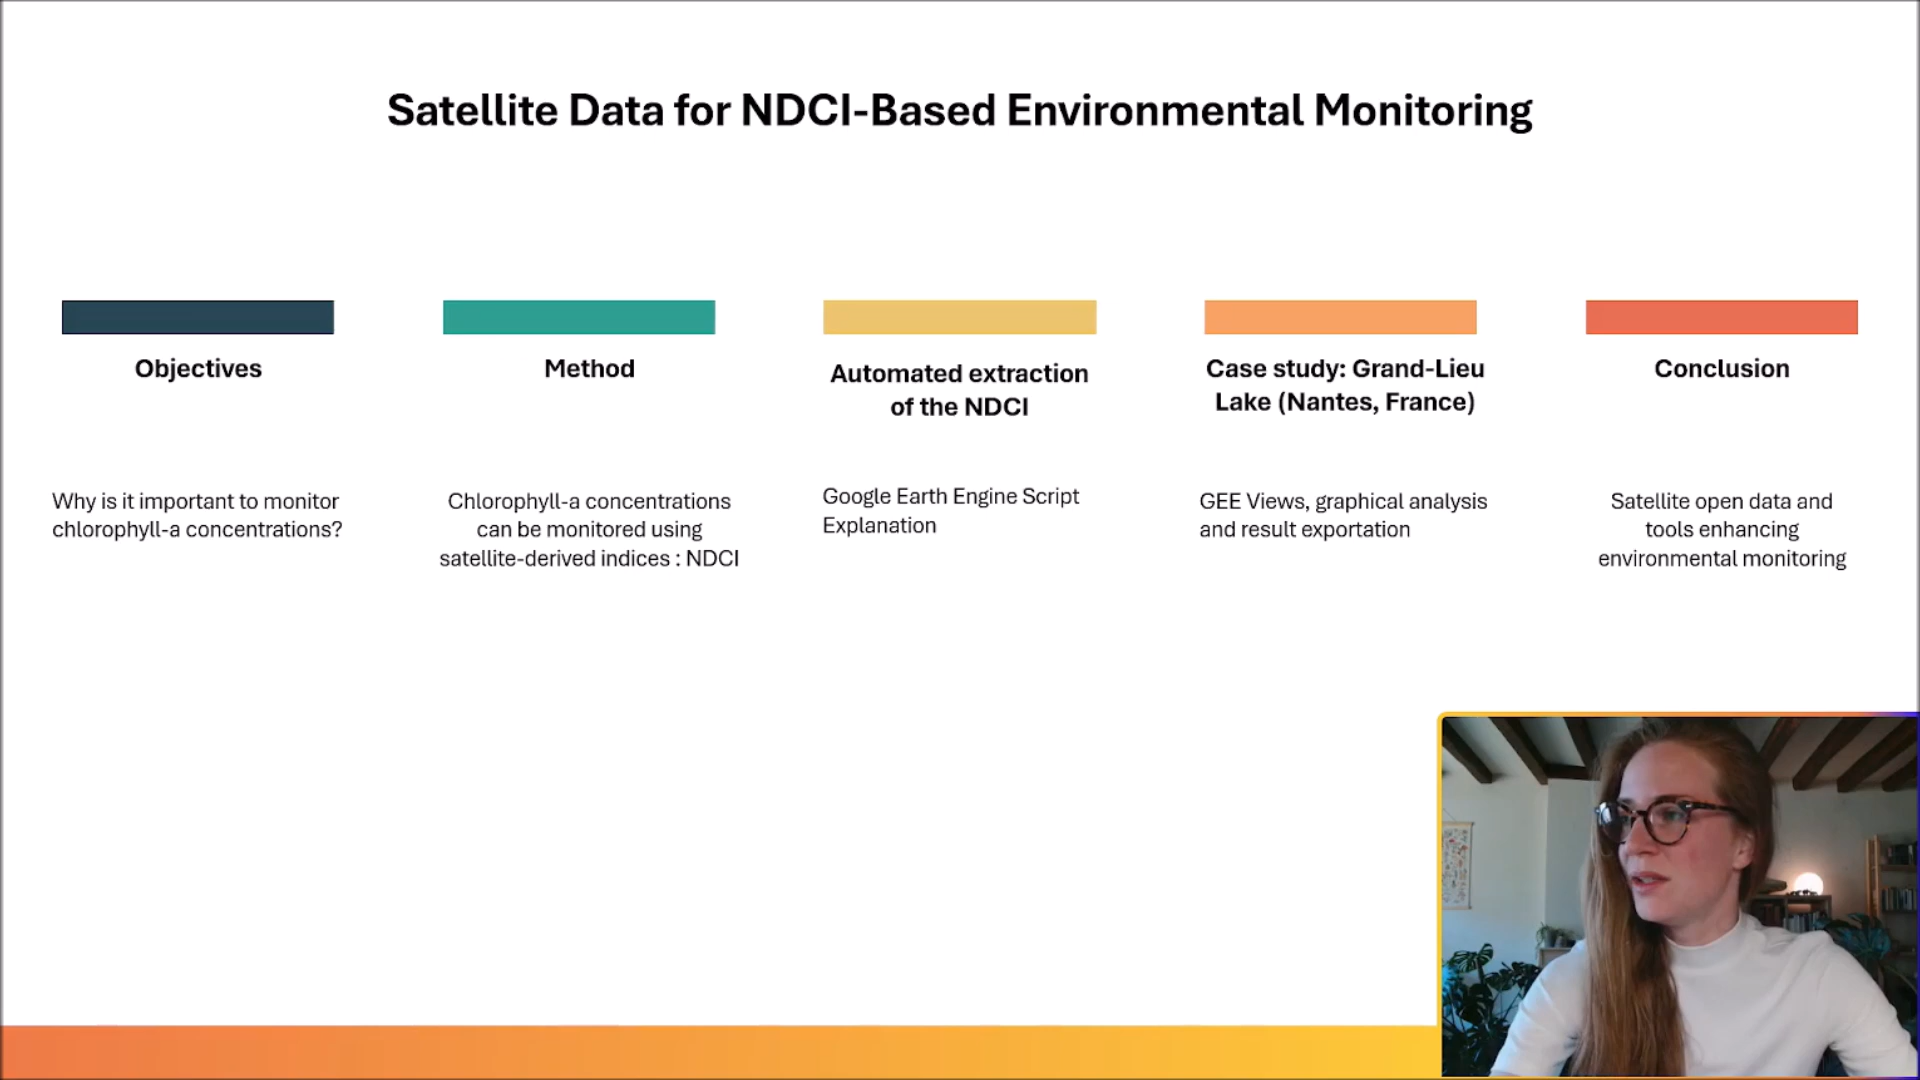 Satellite Data for NDCI-Based Environmental Monitoring
Objectives
Why is it important to monitor
chlorophyll-a concentrations?
Method
Chlorophyll-a concentrations
can be monitored using
satellite-derived indices : NDCI
Automated extraction
of the NDCI
Google Earth Engine Script
Explanation
Case study: Grand-Lieu
Lake (Nantes, France)
GEE Views, graphical analysis
and result exportation
Conclusion
Satellite open data and
tools enhancing
environmental monitoring